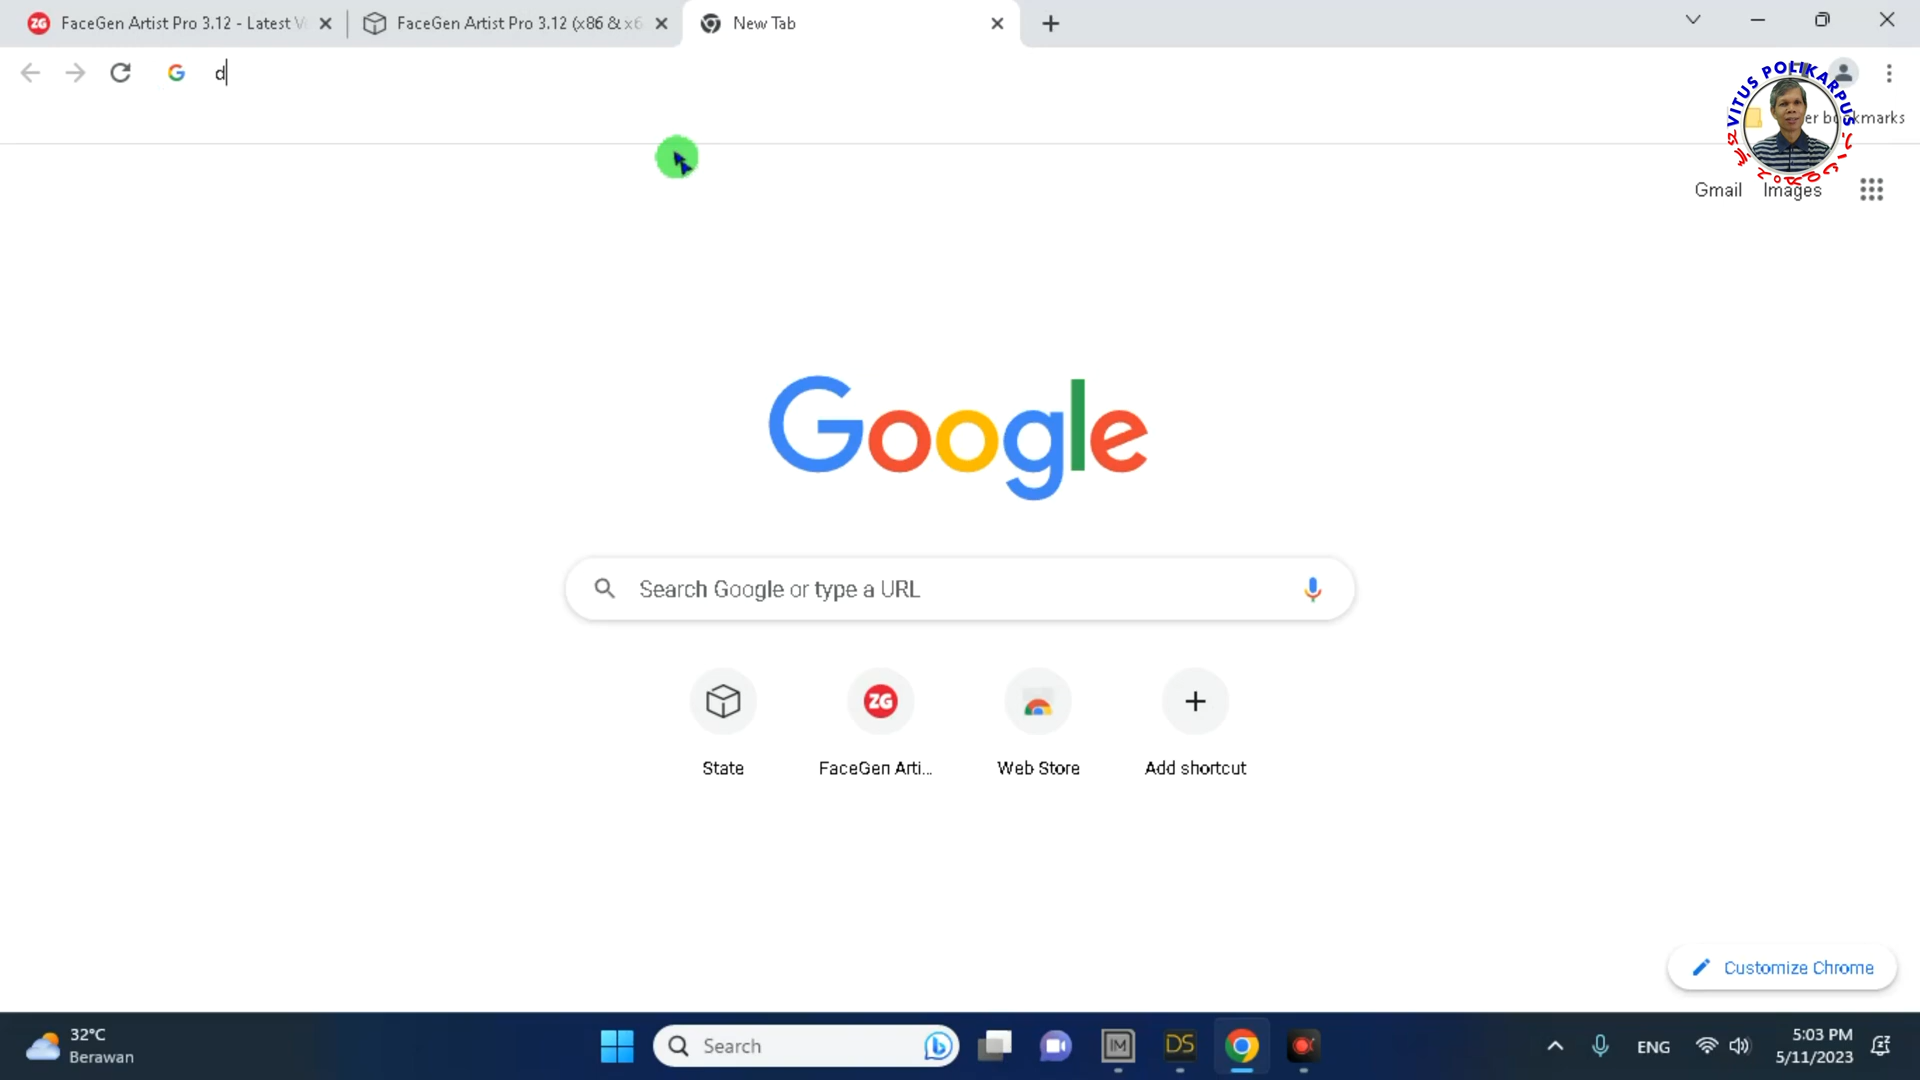 FaceGen Artist Pro 3.12 - Latest V
FaceGen Artist Pro 3.12 (x86 & x6
New Tab
d
VITUS POLIKARPUS
bookmarks
Gmail
Images
Google
Search Google or type a URL
State
FaceGen Arti...
Web Store
Add shortcut
Customize Chrome
32°C
Berawan
Search
IM
DS
ENG
5:03 PM
5/11/2023